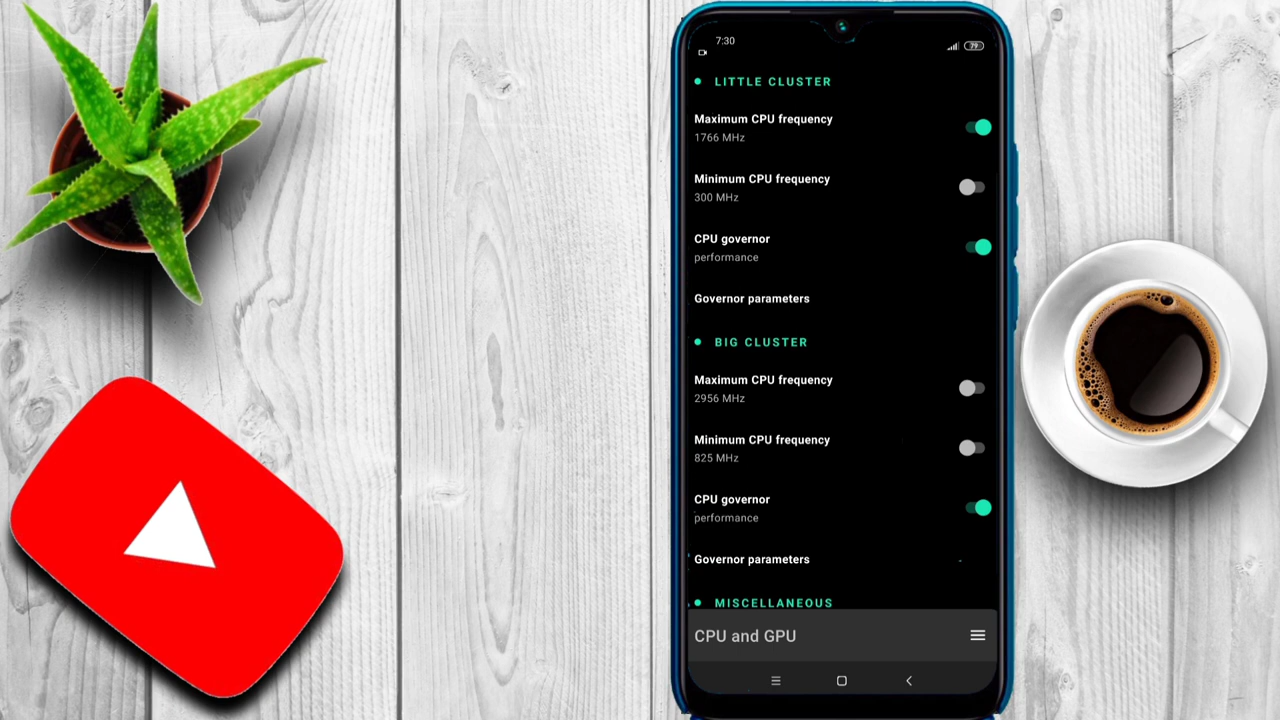 7:30
79
LITTLE CLUSTER
Maximum CPU frequency
1766 MHz
Minimum CPU frequency
300 MHz
CPU governor
performance
Governor parameters
BIG CLUSTER
Maximum CPU frequency
2956 MHz
Minimum CPU frequency
825 MHz
CPU governor
performance
Governor parameters
MISCELLANEOUS
CPU and GPU